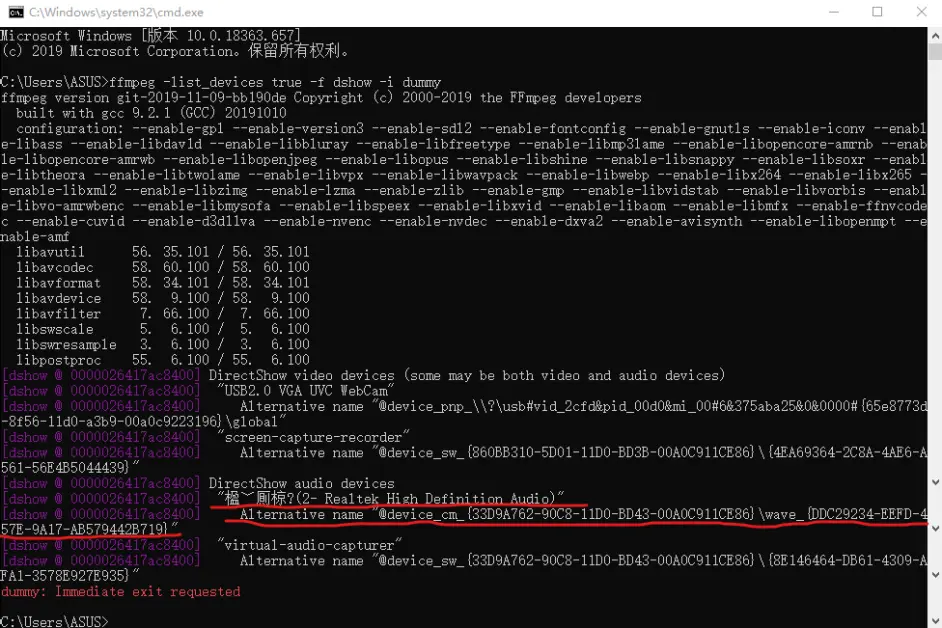 C:\Windows\system32\cmd.exe
Microsoft Windows [版本 10.0.18363.657]
(c) 2019 Microsoft Corporation。保留所有权利。
C:\Users\ASUS>ffmpeg -list_devices true -f dshow -i dummy
ffmpeg version git-2019-11-09-bb190de Copyright (c) 2000-2019 the FFmpeg developers
built with gcc 9.2.1 (GCC) 20191010
configuration: --enable-gpl --enable-version3 --enable-sdl2 --enable-fontconfig --enable-gnutls --enable-iconv --enabl
e-libass --enable-libdav1d --enable-libbluray --enable-libfreetype --enable-libmp3lame --enable-libopencore-amrnb --enab
le-libopencore-amrwb --enable-libopenjpeg --enable-libopus --enable-libshine --enable-libsnappy --enable-libsoxr --enabl
e-libtheora --enable-libtwolame --enable-libvpx --enable-libwavpack --enable-libwebp --enable-libx264 --enable-libx265 -
-enable-libxml2 --enable-libzimg --enable-lzma --enable-zlib --enable-gmp --enable-libvidstab --enable-libvorbis --enabl
e-libvo-amrwbenc --enable-libmysofa --enable-libspeex --enable-libxvid --enable-libaom --enable-libmfx --enable-ffnvcode
c --enable-cuvid --enable-d3d11va --enable-nvenc --enable-nvdec --enable-dxva2 --enable-avisynth --enable-libopenmpt --e
nable-amf
libavutil 56. 35.101 / 56. 35.101
libavcodec 58. 60.100 / 58. 60.100
libavformat 58. 34.101 / 58. 34.101
libavdevice 58. 9.100 / 58. 9.100
libavfilter 7. 66.100 / 7. 66.100
libswscale 5. 6.100 / 5. 6.100
libswresample 3. 6.100 / 3. 6.100
libpostproc 55. 6.100 / 55. 6.100
[dshow @ 0000026417ac8400] DirectShow video devices (some may be both video and audio devices)
[dshow @ 0000026417ac8400] "USB2.0 VGA UVC WebCam"
[dshow @ 0000026417ac8400] Alternative name "@device_pnp_\\?\usb#vid_2cfd&pid_00d0&mi_00#6&375aba25&0&0000#{65e8773d
-8f56-11d0-a3b9-00a0c9223196}\global"
[dshow @ 0000026417ac8400] "screen-capture-recorder"
[dshow @ 0000026417ac8400] Alternative name "@device_sw_{860BB310-5D01-11D0-BD3B-00A0C911CE86}\{4EA69364-2C8A-4AE6-A
561-56E4B5044439}"
[dshow @ 0000026417ac8400] DirectShow audio devices
[dshow @ 0000026417ac8400] "楹﹀厠椋?(2- Realtek High Definition Audio)"
[dshow @ 0000026417ac8400] Alternative name "@device_cm_{33D9A762-90C8-11D0-BD43-00A0C911CE86}\wave_{DDC29234-EEFD-4
57E-9A17-AB579442B719}"
[dshow @ 0000026417ac8400] "virtual-audio-capturer"
[dshow @ 0000026417ac8400] Alternative name "@device_sw_{33D9A762-90C8-11D0-BD43-00A0C911CE86}\{8E146464-DB61-4309-A
FA1-3578E927E935}"
dummy: Immediate exit requested
C:\Users\ASUS>